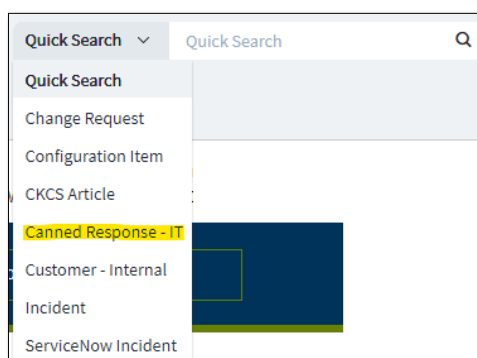 Quick Search Quick Search
Quick Search
Change Request
Configuration Item
CKCS Article
Canned Response - IT
Customer - Internal
Incident
ServiceNow Incident